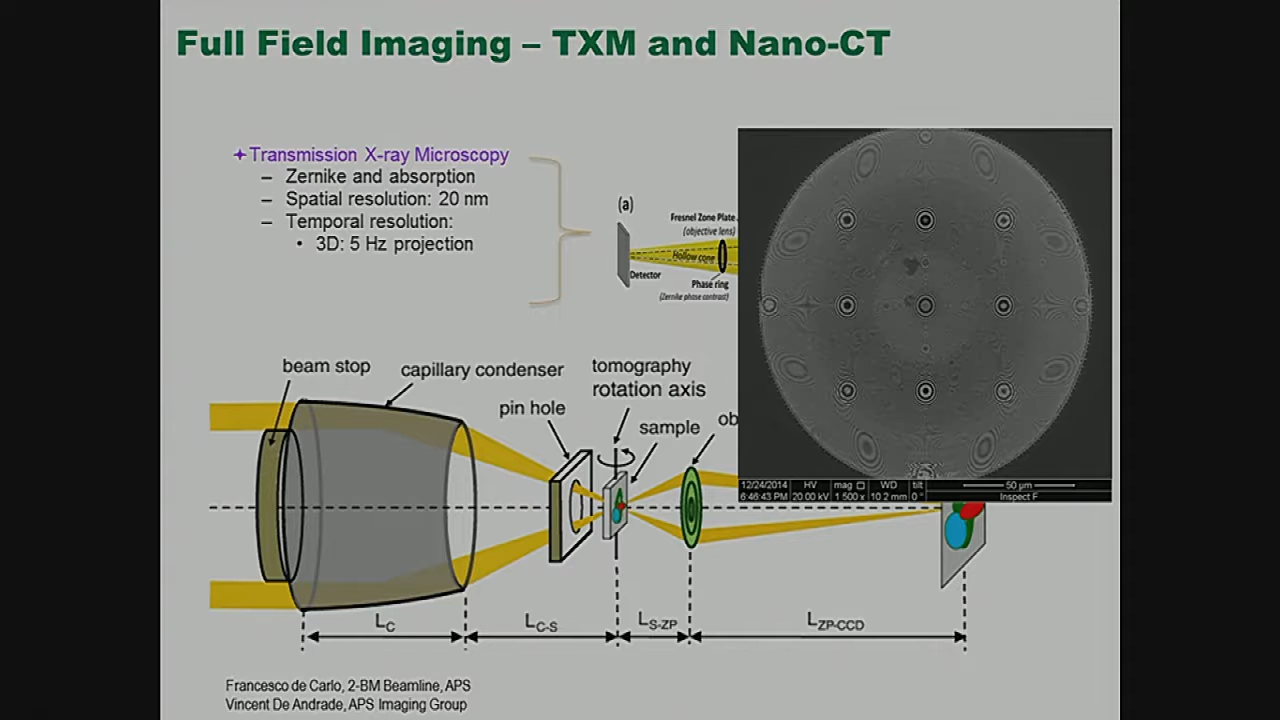 Full Field Imaging – TXM and Nano-CT
+Transmission X-ray Microscopy
– Zernike and absorption
– Spatial resolution: 20 nm
– Temporal resolution:
• 3D: 5 Hz projection
(a)
Fresnel Zone Plate
(objective lens)
Hollow cone
Detector
Phase ring
(Zernike phase contrast)
12/24/2014 HV mag WD tilt 50 µm
6:46:43 PM 20.00 kV 1 500 x 10.2 mm 0° Inspect F
beam stop
capillary condenser
pin hole
tomography
rotation axis
sample
ob
LC
LC-S
LS-ZP
LZP-CCD
Francesco de Carlo, 2-BM Beamline, APS
Vincent De Andrade, APS Imaging Group